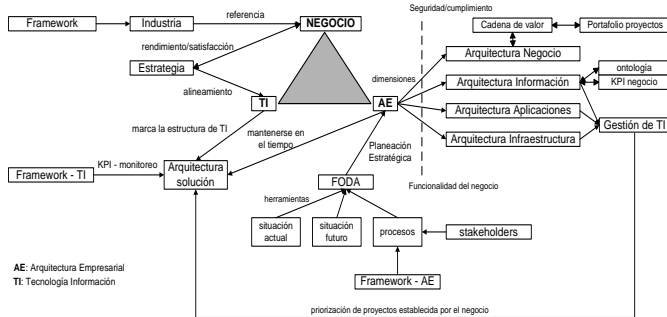 Seguridad/cumplimiento
Framework
Industria
referencia
NEGOCIO
Cadena de valor
Portafolio proyectos
rendimiento/satisfacción
Arquitectura Negocio
Estrategia
ontología
dimensiones
Arquitectura Información
KPI negocio
alineamiento
TI
AE
Arquitectura Aplicaciones
Gestión de TI
marca la estructura de TI
mantenerse en
el tiempo
Arquitectura Infraestructura
Planeación
Estratégica
KPI - monitoreo
Framework - TI
Arquitectura
solución
FODA
Funcionalidad del negocio
herramientas
situación
actual
situación
futuro
procesos
stakeholders
AE: Arquitectura Empresarial
TI: Tecnología Información
Framework - AE
priorización de proyectos establecida por el negocio